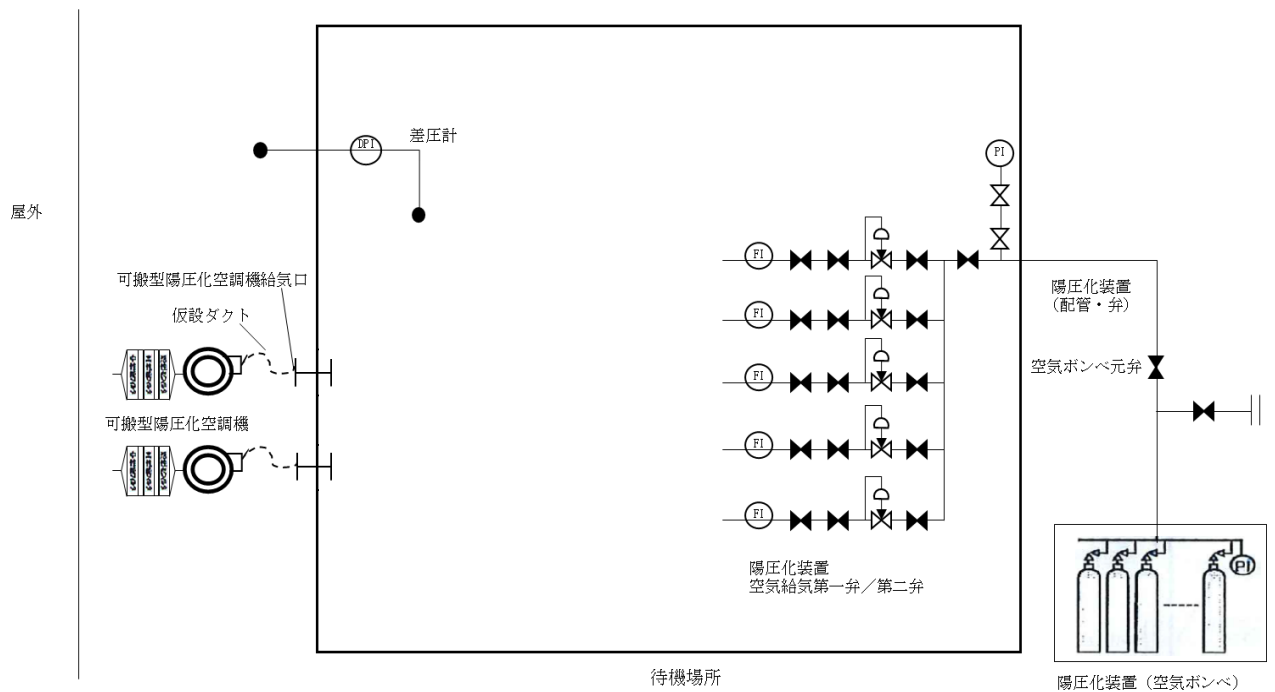 屋外
DPI
差圧計
PI
可搬型陽圧化空調機給気口
仮設ダクト
可搬型陽圧化空調機
FI
FI
FI
FI
FI
陽圧化装置
(配管・弁)
空気ボンベ元弁
陽圧化装置
空気給気第一弁/第二弁
PI
待機場所
陽圧化装置(空気ボンベ)